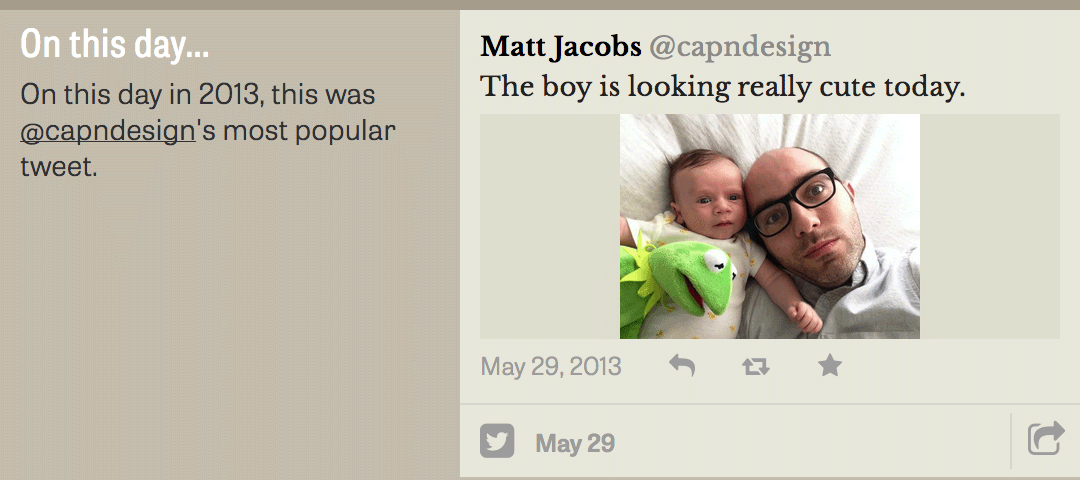 On this day...
On this day in 2013, this was
@capndesign's most popular
tweet.
Matt Jacobs @capndesign
The boy is looking really cute today.
May 29, 2013
May 29